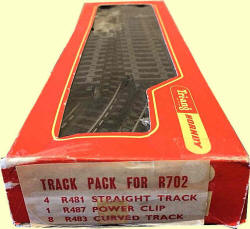 Triang
HORNBY
TRACK PACK FOR R702
4 R481 STRAIGHT TRACK
1 R487 POWER CLIP
8 R483 CURVED TRACK